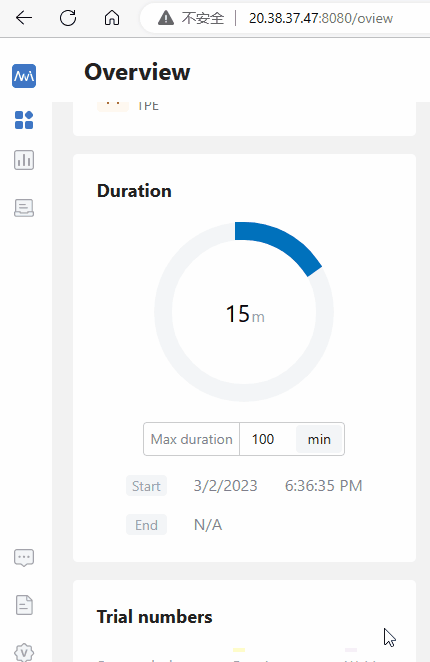 不安全 20.38.37.47:8080/oview
Overview
TPE
Duration
15m
Max duration 100 min
Start 3/2/2023 6:36:35 PM
End N/A
Trial numbers